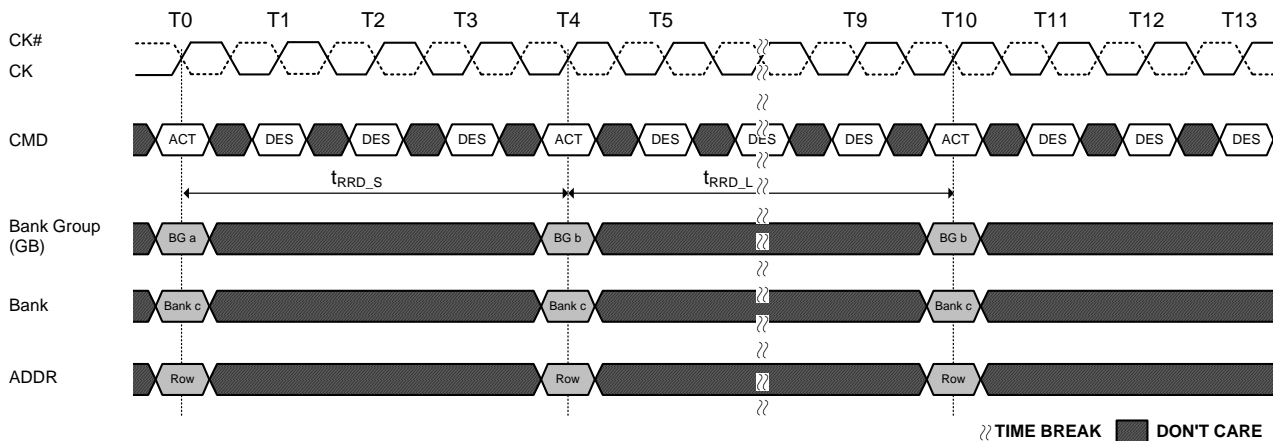 T0 T1 T2 T3 T4 T5 T9 T10 T11 T12 T13
CK#
CK
CMD ACT DES DES DES ACT DES DES DES ACT DES DES DES
tRRD_S tRRD_L
Bank Group
(GB)
BG a BG b BG b
Bank Bank c Bank c Bank c
ADDR Row Row Row
TIME BREAK DON'T CARE